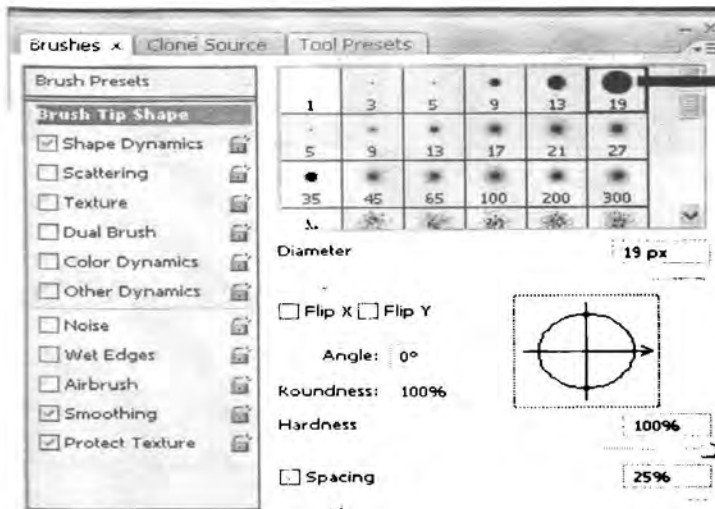 Brushes x Clone Source Tool Presets
Brush Presets
Brush Tip Shape
Shape Dynamics
Scattering
Texture
Dual Brush
Color Dynamics
Other Dynamics
Noise
Wet Edges
Airbrush
Smoothing
Protect Texture
1 3 5 9 13 19
5 9 13 17 21 27
35 45 65 100 200 300
Diameter 19 px
Flip X Flip Y
Angle: 0°
Roundness: 100%
Hardness 100%
Spacing 25%